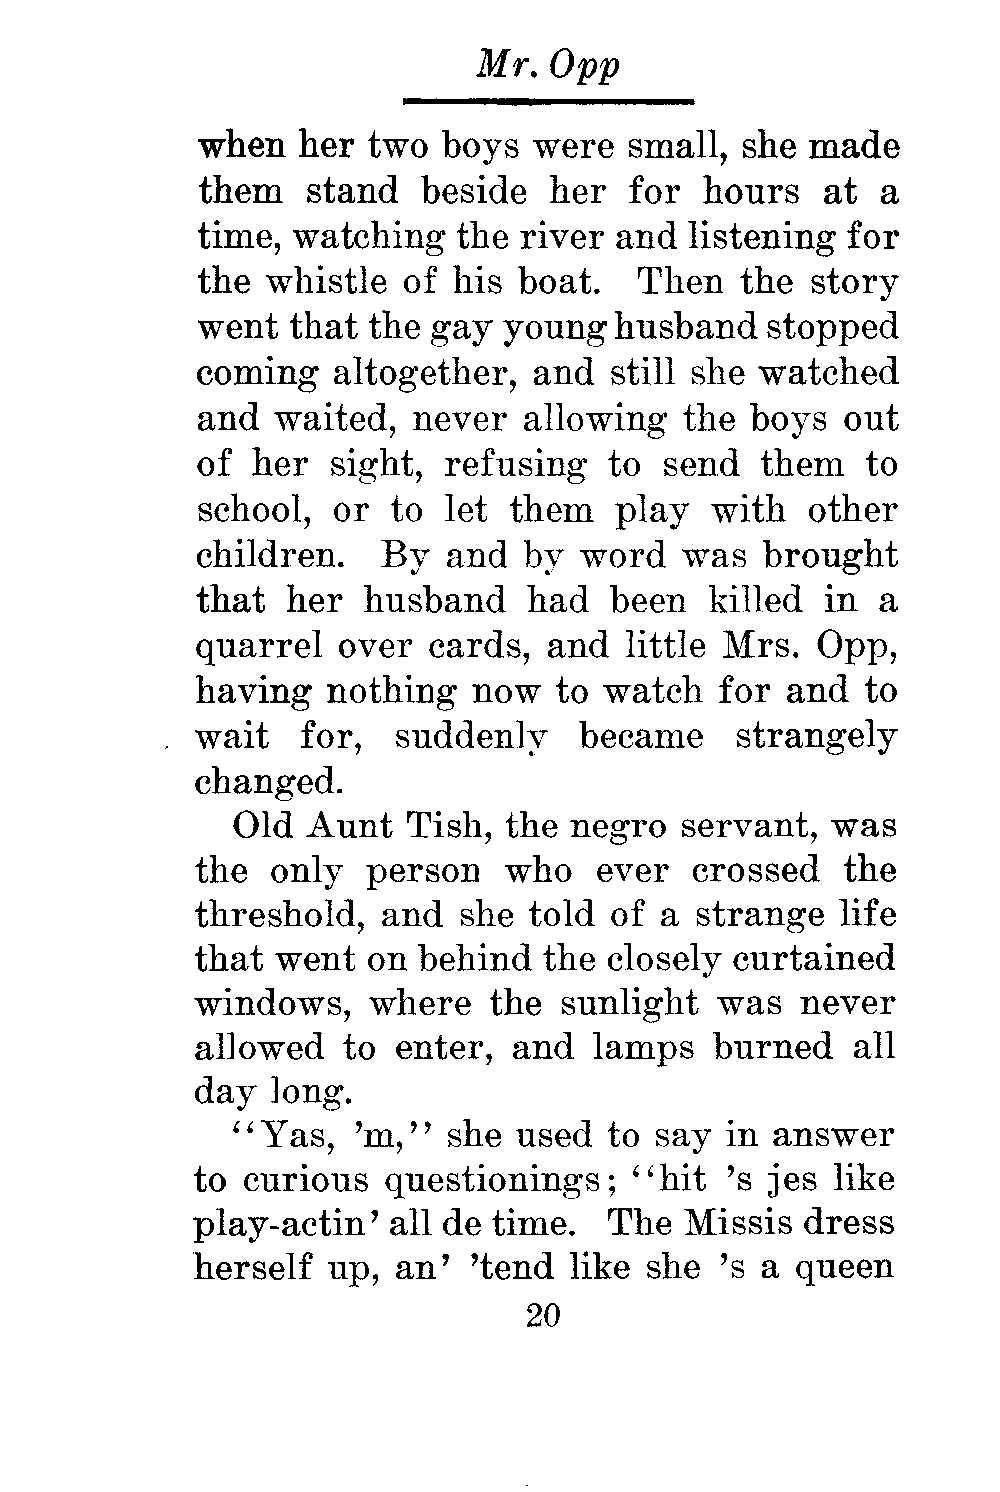 Mr. Opp
when her two boys were small, she made
them stand beside her for hours at a
time, watching the river and listening for
the whistle of his boat. Then the story
went that the gay young husband stopped
coming altogether, and still she watched
and waited, never allowing the boys out
of her sight, refusing to send them to
school, or to let them play with other
children. By and by word was brought
that her husband had been killed in a
quarrel over cards, and little Mrs. Opp,
having nothing now to watch for and to
wait for, suddenly became strangely
changed.
Old Aunt Tish, the negro servant, was
the only person who ever crossed the
threshold, and she told of a strange life
that went on behind the closely curtained
windows, where the sunlight was never
allowed to enter, and lamps burned all
day long.
“Yas, ’m,” she used to say in answer
to curious questionings; “hit ’s jes like
play-actin’ all de time. The Missis dress
herself up, an’ ’tend like she ’s a queen
20